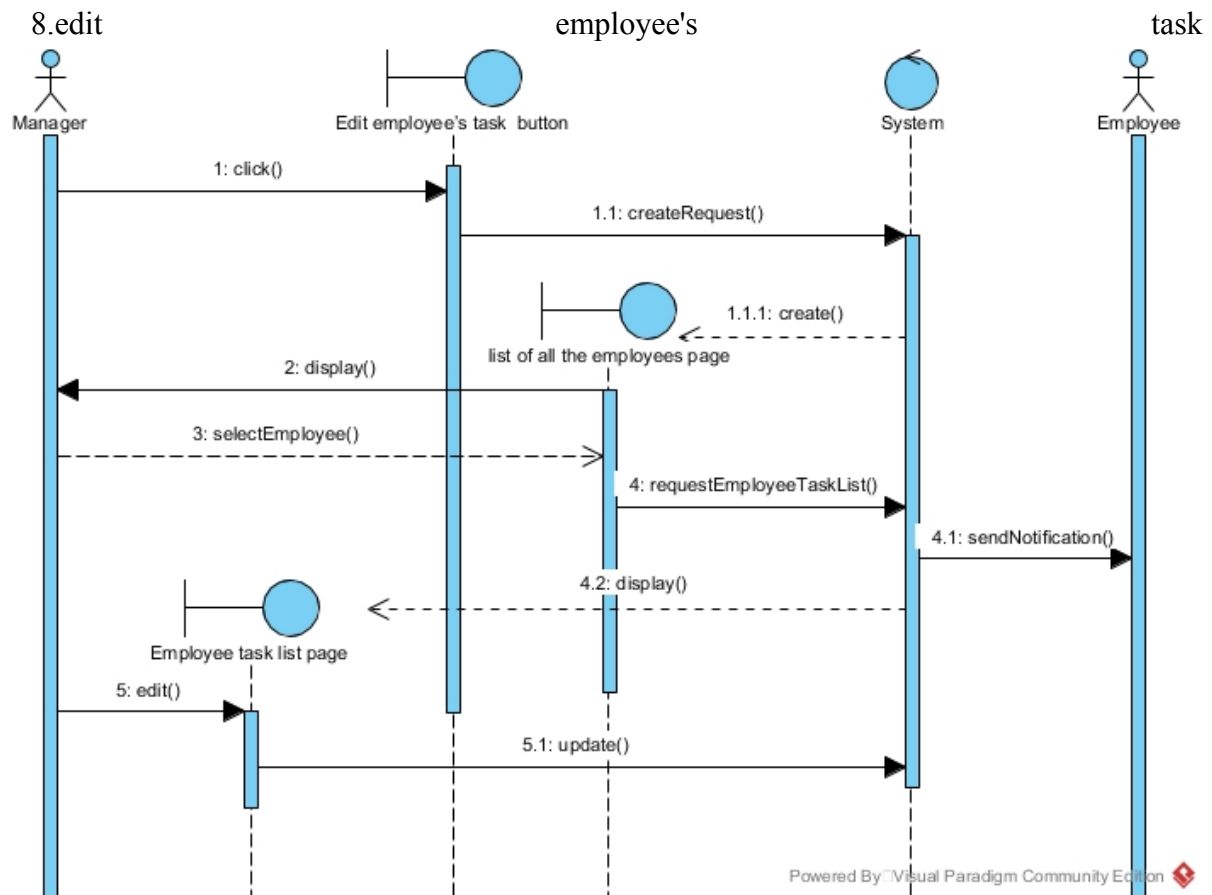 8.edit employee's task
Manager
Edit employee's task button
System
Employee
1: click()
1.1: createRequest()
1.1.1: create()
list of all the employees page
2: display()
3: selectEmployee()
4: requestEmployeeTaskList()
4.1: sendNotification()
4.2: display()
Employee task list page
5: edit()
5.1: update()
Powered By Visual Paradigm Community Edition